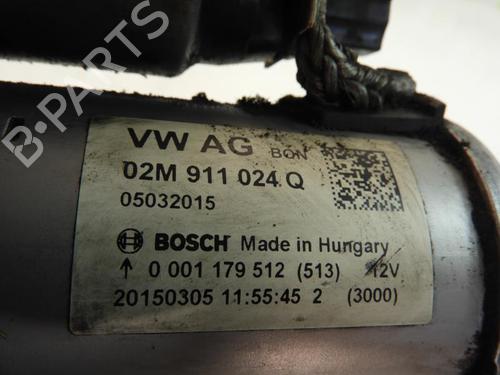 VW AG BON
02M 911 024 Q
05032015
BOSCH Made in Hungary
↑ 0 001 179 512 (513) 12V
20150305 11:55:45 2 (3000)